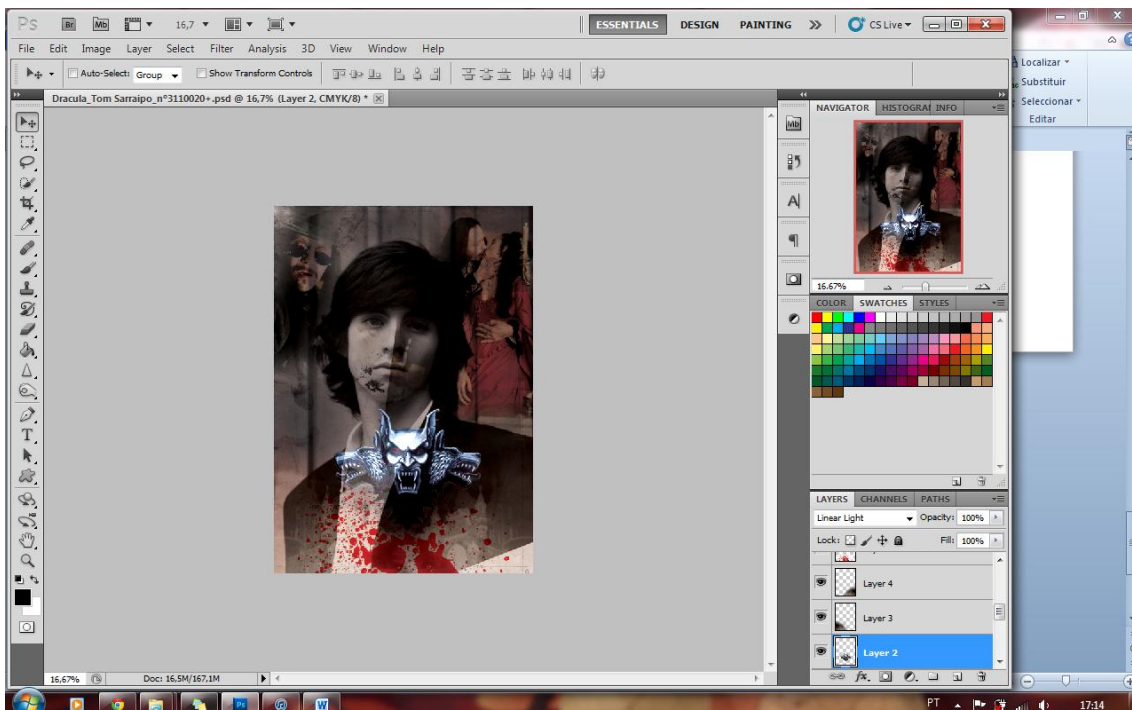 Ps Br Mb 16,7 ESSENTIALS DESIGN PAINTING CS Live
File Edit Image Layer Select Filter Analysis 3D View Window Help
Auto-Select: Group Show Transform Controls
Dracula_Tom Sarraipo_nº3110020+.psd @ 16,7% (Layer 2, CMYK/8) *
NAVIGATOR HISTOGRAI INFO
Mb
16.67%
COLOR SWATCHES STYLES
LAYERS CHANNELS PATHS
Linear Light Opacity: 100%
Lock: Fill: 100%
Layer 4
Layer 3
Layer 2
16,67% Doc: 16,5M/167,1M
Localizar
Substituir
Seleccionar
Editar
Ps W PT 17:14